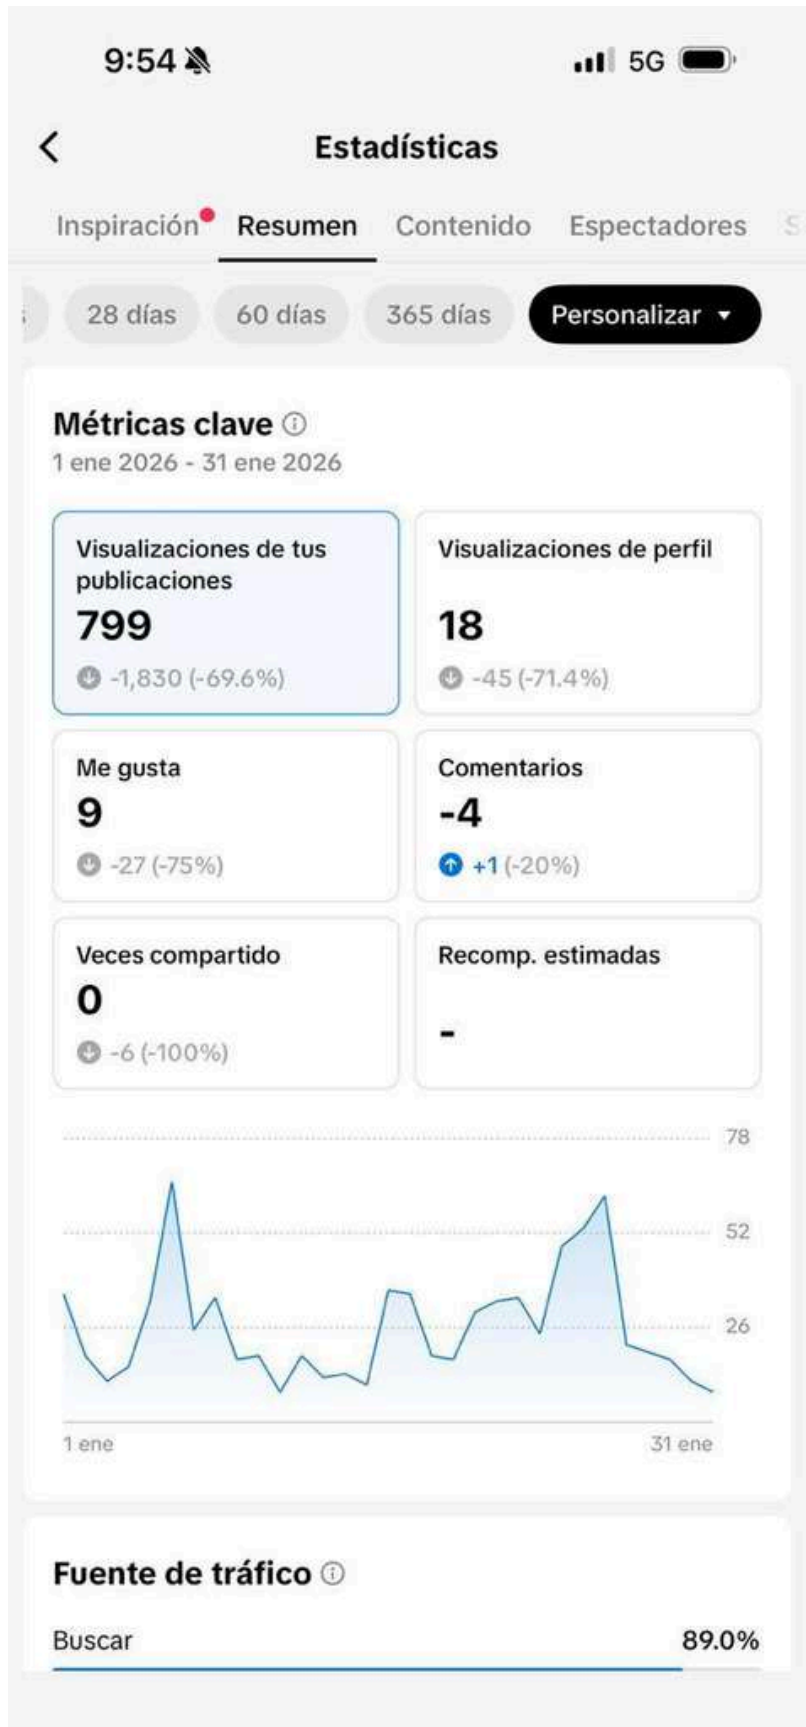 9:54
5G
Estadísticas
Inspiración Resumen Contenido Espectadores
28 días 60 días 365 días Personalizar
Métricas clave
1 ene 2026 - 31 ene 2026
Visualizaciones de tus
publicaciones
799
-1,830 (-69.6%)
Visualizaciones de perfil
18
-45 (-71.4%)
Me gusta
9
-27 (-75%)
Comentarios
-4
+1 (-20%)
Veces compartido
0
-6 (-100%)
Recomp. estimadas
-
78
52
26
1 ene 31 ene
Fuente de tráfico
Buscar 89.0%